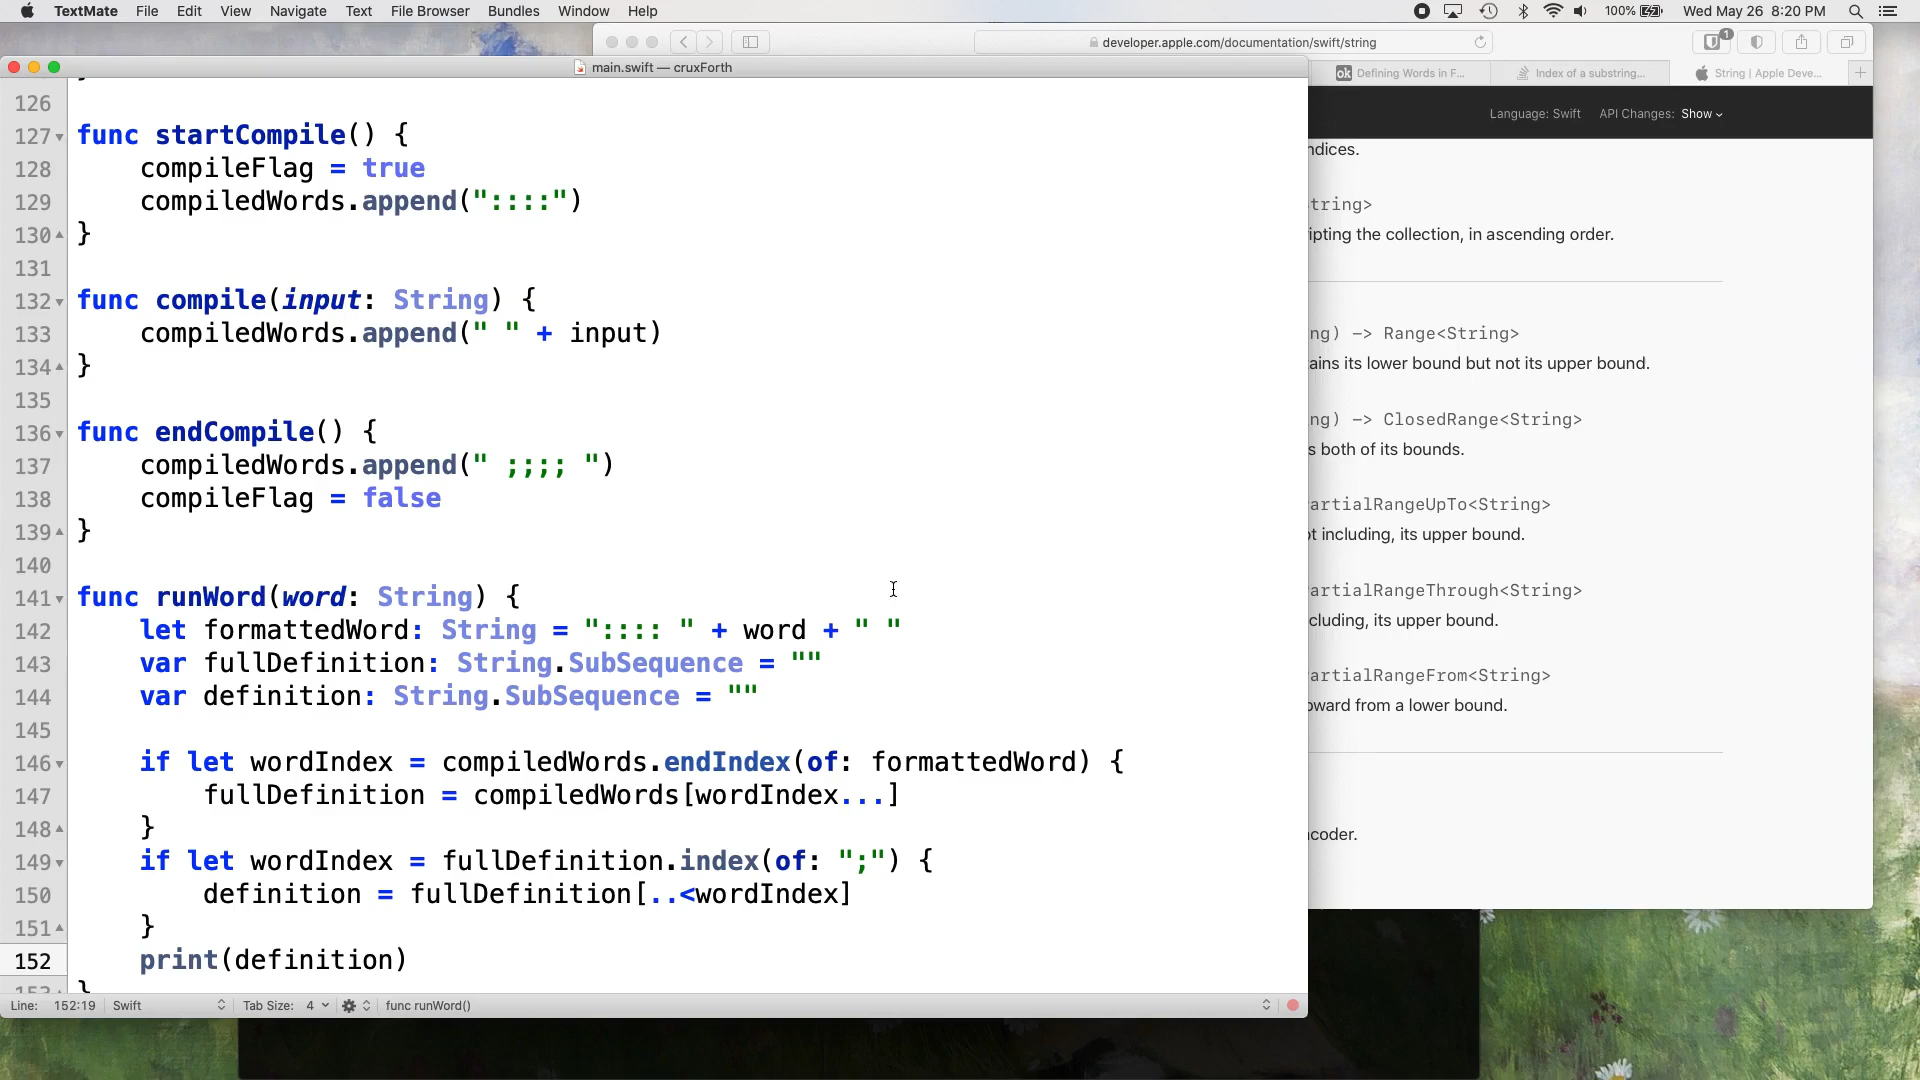 TextMate File Edit View Navigate Text File Browser Bundles Window Help
100% Wed May 26 8:20 PM
developer.apple.com/documentation/swift/string
1
main.swift — cruxForth
ok Defining Words in F...
Index of a substring...
String | Apple Deve...
Language: Swift API Changes: Show
126
127 func startCompile() {
128 compileFlag = true
129 compiledWords.append("::::")
130 }
131
132 func compile(input: String) {
133 compiledWords.append(" " + input)
134 }
135
136 func endCompile() {
137 compiledWords.append(" ;;;; ")
138 compileFlag = false
139 }
140
141 func runWord(word: String) {
142 let formattedWord: String = ":::: " + word + " "
143 var fullDefinition: String.SubSequence = ""
144 var definition: String.SubSequence = ""
145
146 if let wordIndex = compiledWords.endIndex(of: formattedWord) {
147 fullDefinition = compiledWords[wordIndex...]
148 }
149 if let wordIndex = fullDefinition.index(of: ";") {
150 definition = fullDefinition[..<wordIndex]
151 }
152 print(definition)
153 }
Line: 152:19 Swift Tab Size: 4 func runWord()
ndices.
tring>
ipting the collection, in ascending order.
ng) -> Range<String>
ains its lower bound but not its upper bound.
ng) -> ClosedRange<String>
s both of its bounds.
artialRangeUpTo<String>
ot including, its upper bound.
artialRangeThrough<String>
cluding, its upper bound.
artialRangeFrom<String>
oward from a lower bound.
ncoder.